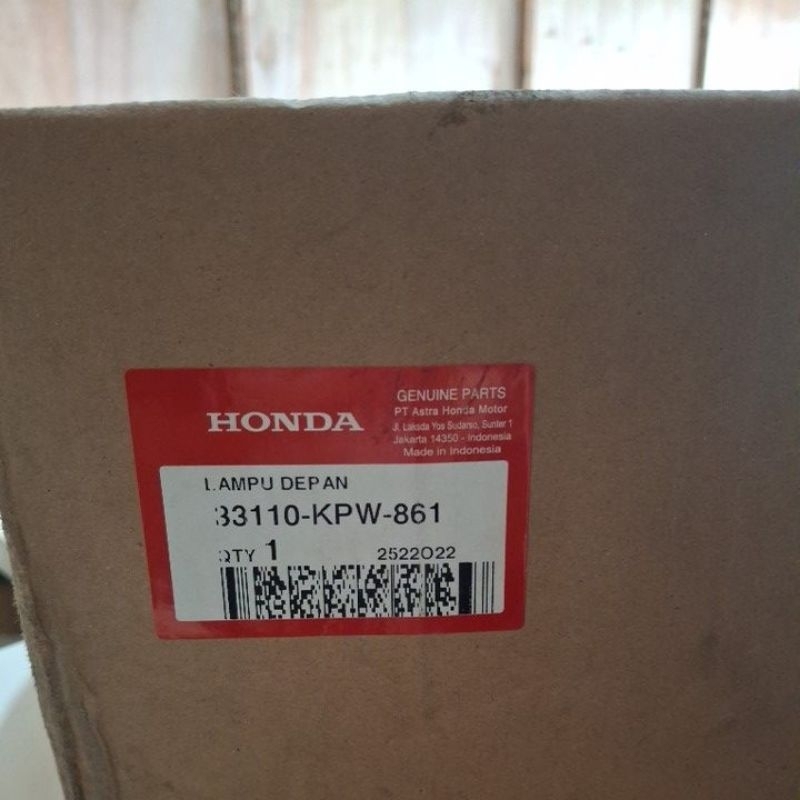 HONDA
GENUINE PARTS
PT Astra Honda Motor
Jl. Laksda Yos Sudarso, Sunter 1
Jakarta 14350 - Indonesia
Made in Indonesia
LAMPU DEPAN
33110-KPW-861
QTY 1 2522O22